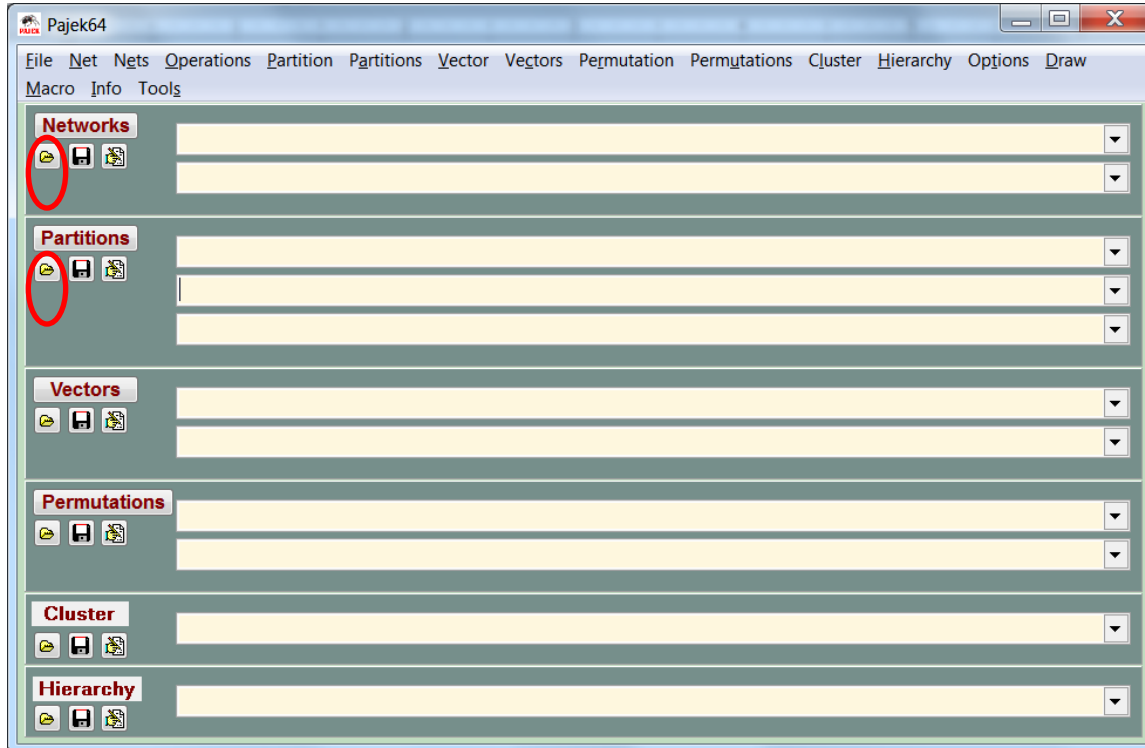 Pajek64
File Net Nets Operations Partition Partitions Vector Vectors Permutation Permutations Cluster Hierarchy Options Draw
Macro Info Tools
Networks
Partitions
Vectors
Permutations
Cluster
Hierarchy